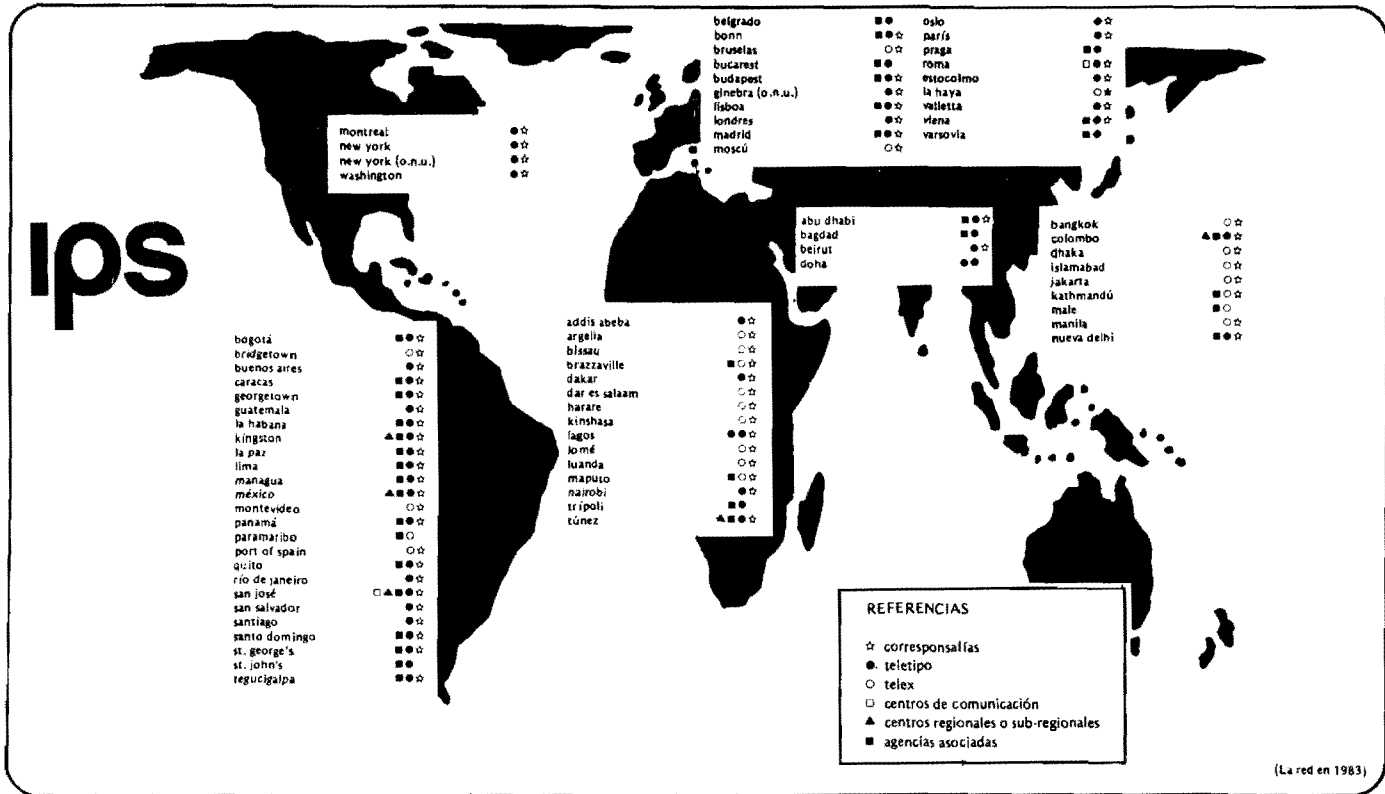 belgrado ■●
bonn ■●☆
bruselas ○☆
bucarest ■●
budapest ■●☆
ginebra (o.n.u.) ●☆
lisboa ■●☆
londres ●☆
madrid ■●☆
moscú ○☆
oslo ●☆
parís ●☆
praga ■●
roma □●☆
estocolmo ●☆
la haya ○☆
valletta ●☆
viena ■●☆
varsovia ■●
montreal ●☆
new york ●☆
new york (o.n.u.) ●☆
washington ●☆
ips
abu dhabi ■●☆
bagdad ■●
beirut ●☆
doha ●●
bangkok ○☆
colombo ▲■●☆
dhaka ○☆
islamabad ○☆
jakarta ○☆
kathmandú ■○☆
male ■○
manila ○☆
nueva delhi ■●☆
bogotá ■●☆
bridgetown ○☆
buenos aires ●☆
caracas ■●☆
georgetown ■●☆
guatemala ●☆
la habana ■●☆
kingston ▲■●☆
la paz ■●☆
lima ■●☆
managua ■●☆
méxico ▲■●☆
montevideo ○☆
panamá ■●☆
paramaribo ■○
port of spain ○☆
quito ■●☆
río de janeiro ●☆
san josé □▲■●☆
san salvador ●☆
santiago ●☆
santo domingo ■●☆
st. george's ■●☆
st. john's ■●
tegucigalpa ■●☆
addis abeba ●☆
argelia ○☆
bissau ○☆
brazzaville ■○☆
dakar ●☆
dar es salaam ○☆
harare ○☆
kinshasa ○☆
lagos ●●☆
lomé ○☆
luanda ○☆
maputo ■○☆
nairobi ●☆
trípoli ■●
túnez ▲■●☆
REFERENCIAS
☆ corresponsalías
● teletipo
○ telex
□ centros de comunicación
▲ centros regionales o sub-regionales
■ agencias asociadas
(La red en 1983)